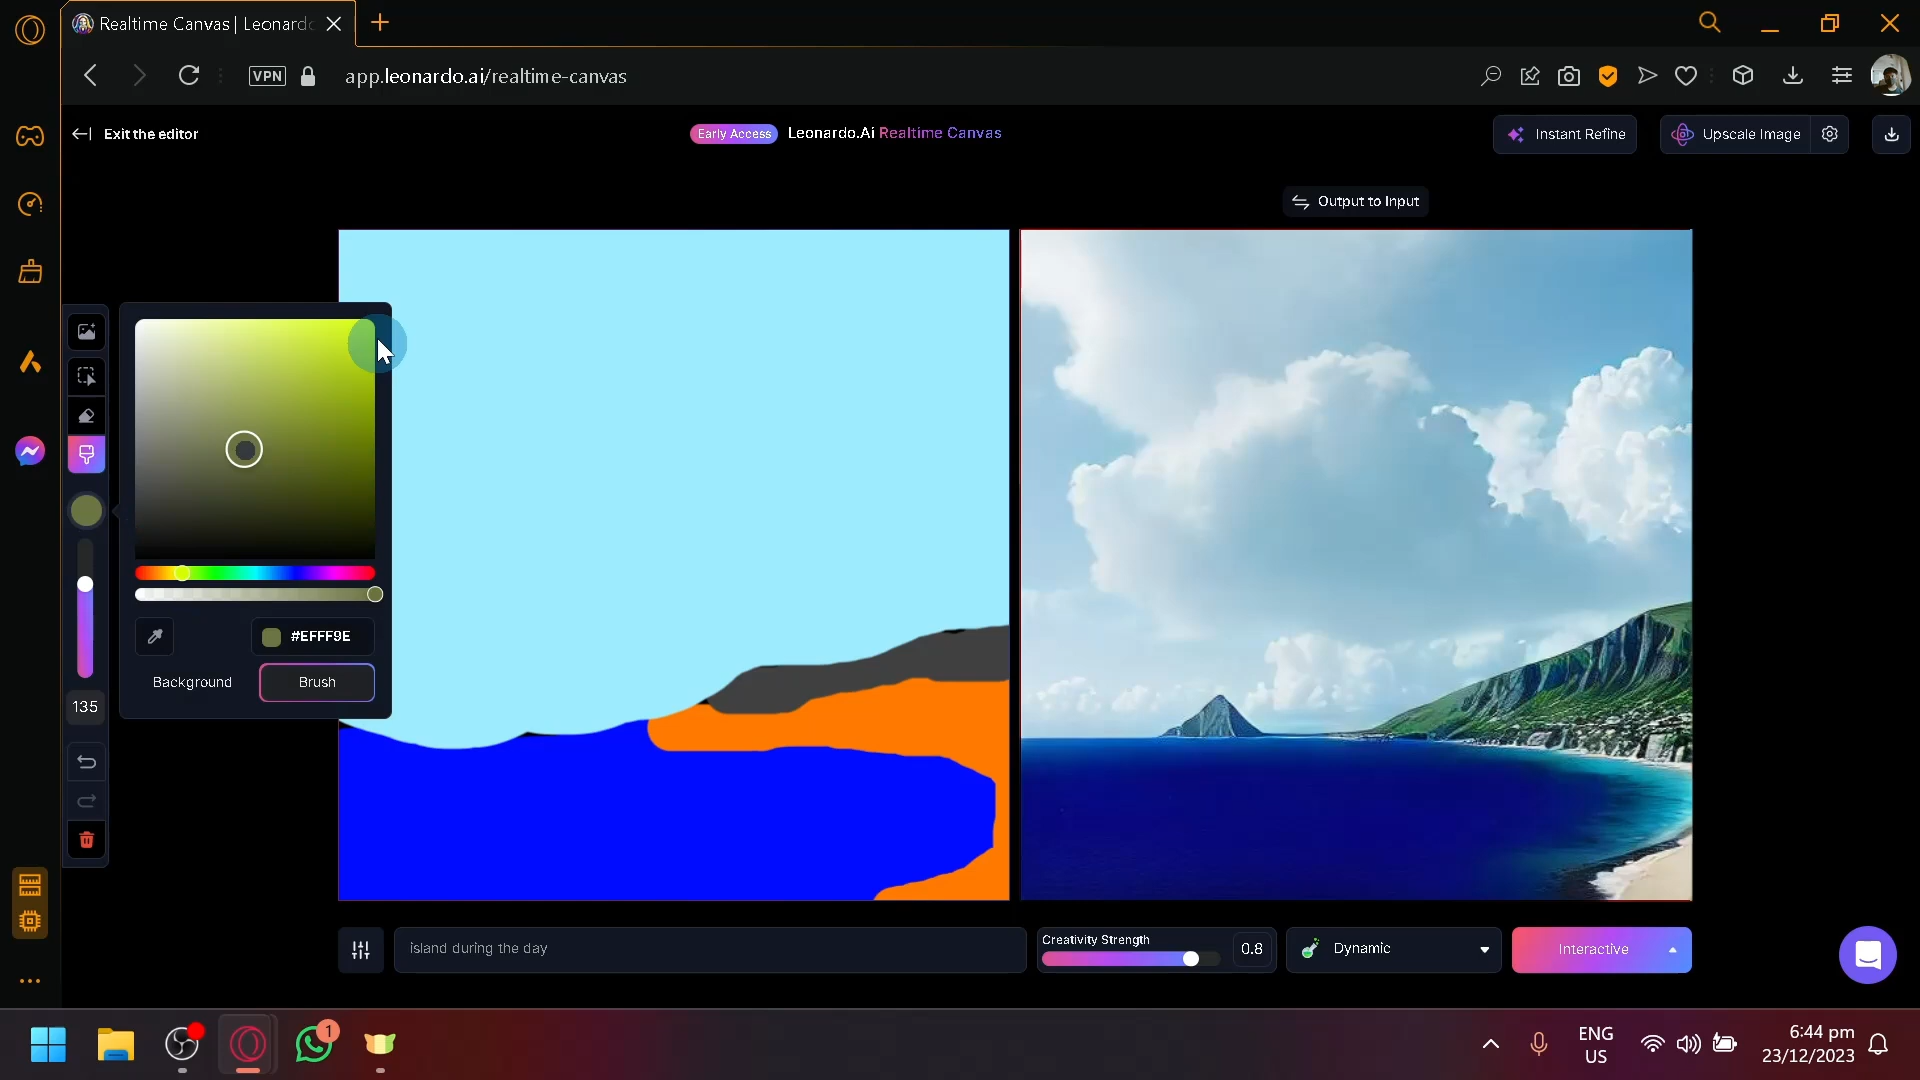 Realtime Canvas | Leonardo
VPN
app.leonardo.ai/realtime-canvas
Exit the editor
Early Access
Leonardo.Ai Realtime Canvas
Instant Refine
Upscale Image
Output to Input
#EFFF9E
Background
Brush
135
island during the day
Creativity Strength
0.8
Dynamic
Interactive
1
ENG
US
6:44 pm
23/12/2023